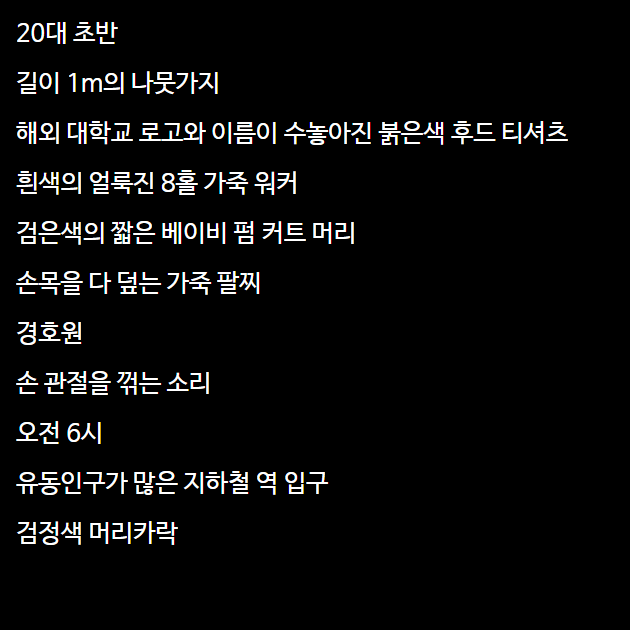 20대 초반
길이 1m의 나뭇가지
해외 대학교 로고와 이름이 수놓아진 붉은색 후드 티셔츠
흰색의 얼룩진 8홀 가죽 워커
검은색의 짧은 베이비 펌 커트 머리
손목을 다 덮는 가죽 팔찌
경호원
손 관절을 꺾는 소리
오전 6시
유동인구가 많은 지하철 역 입구
검정색 머리카락